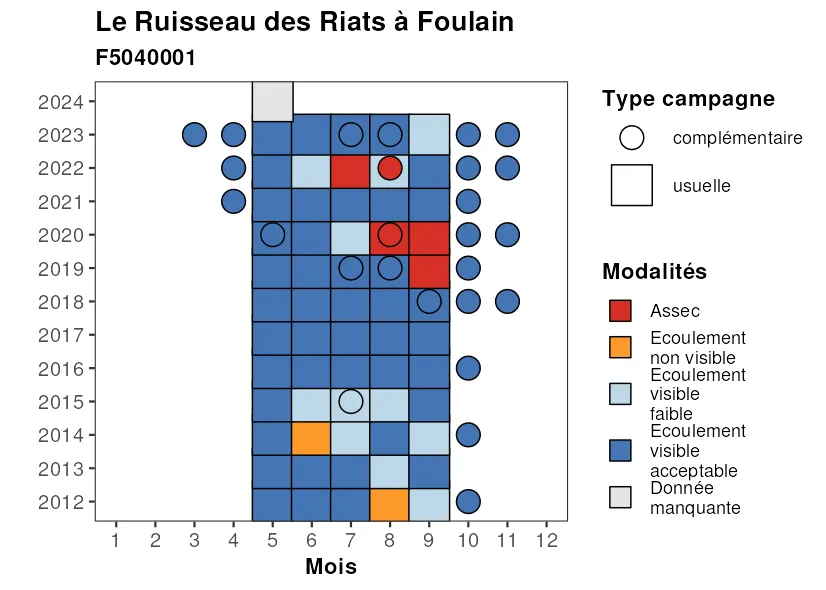 Le Ruisseau des Riats à Foulain
F5040001
2024
2023
2022
2021
2020
2019
2018
2017
2016
2015
2014
2013
2012
1 2 3 4 5 6 7 8 9 10 11 12
Mois
Type campagne
complémentaire
usuelle
Modalités
Assec
Ecoulement
non visible
Ecoulement
visible
faible
Ecoulement
visible
acceptable
Donnée
manquante